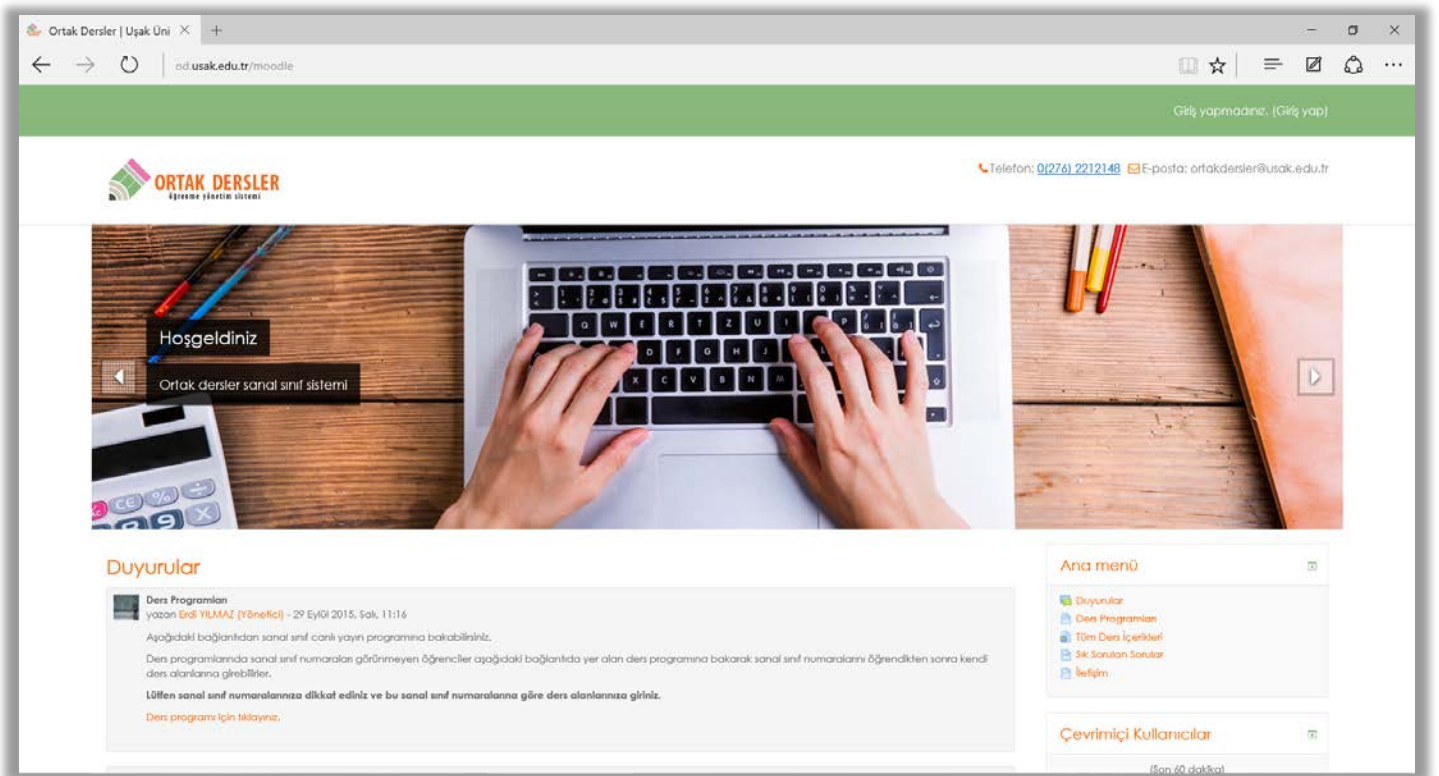 Ortak Dersler | Uşak Üni
od.usak.edu.tr/moodle
Giriş yapmadınız. (Giriş yap)
ORTAK DERSLER
öğrenme yönetim sistemi
Telefon: 0(276) 2212148 E-posta: ortakdersler@usak.edu.tr
Hoşgeldiniz
Ortak dersler sanal sınıf sistemi
Duyurular
Ders Programları
yazan Erdi YILMAZ (Yönetici) - 29 Eylül 2015, Salı, 11:16
Aşağıdaki bağlantıdan sanal sınıf canlı yayın programına bakabilirsiniz.
Ders programlarında sanal sınıf numaraları görünmeyen öğrenciler aşağıdaki bağlantıda yer alan ders programına bakarak sanal sınıf numaralarını öğrendikten sonra kendi
ders alanlarına girebilirler.
Lütfen sanal sınıf numaralarınıza dikkat ediniz ve bu sanal sınıf numaralarına göre ders alanlarınıza giriniz.
Ders programı için tıklayınız.
Ana menü
Duyurular
Ders Programları
Tüm Ders İçerikleri
Sık Sorulan Sorular
İletişim
Çevrimiçi Kullanıcılar
(Son 60 dakika)